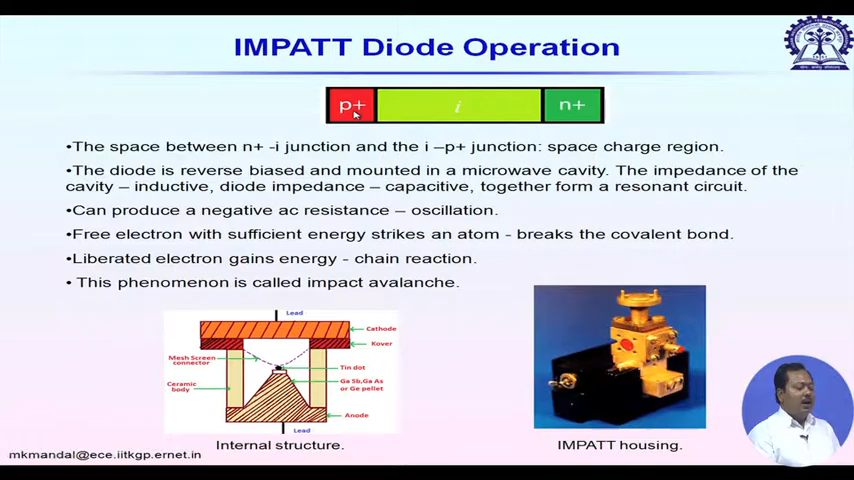 IMPATT Diode Operation
p+ i n+
•The space between n+ -i junction and the i –p+ junction: space charge region.
•The diode is reverse biased and mounted in a microwave cavity. The impedance of the
cavity – inductive, diode impedance – capacitive, together form a resonant circuit.
•Can produce a negative ac resistance – oscillation.
•Free electron with sufficient energy strikes an atom - breaks the covalent bond.
•Liberated electron gains energy - chain reaction.
• This phenomenon is called impact avalanche.
Lead
Cathode
Kover
Mesh Screen
connector
Tin dot
Ceramic
body
Ga Sb,Ga As
or Ge pellet
Anode
Lead
Internal structure.
IMPATT housing.
mkmandal@ece.iitkgp.ernet.in